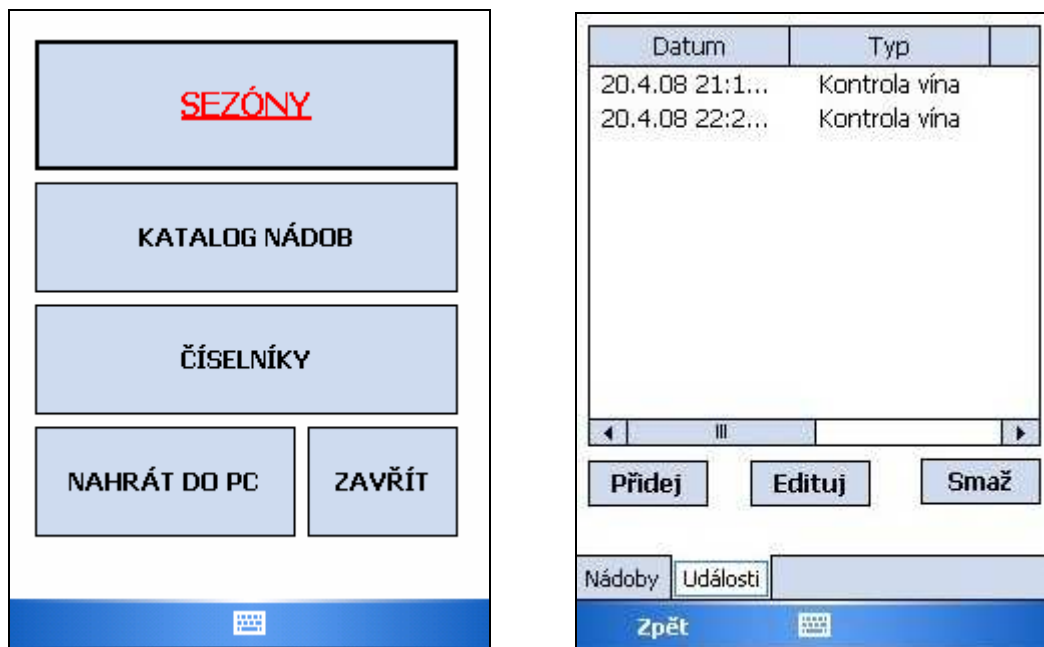 SEZÓNY
KATALOG NÁDOB
ČÍSELNÍKY
NAHRÁT DO PC ZAVŘÍT
Datum Typ
20.4.08 21:1... Kontrola vína
20.4.08 22:2... Kontrola vína
Přidej Edituj Smaž
Nádoby Události
Zpět